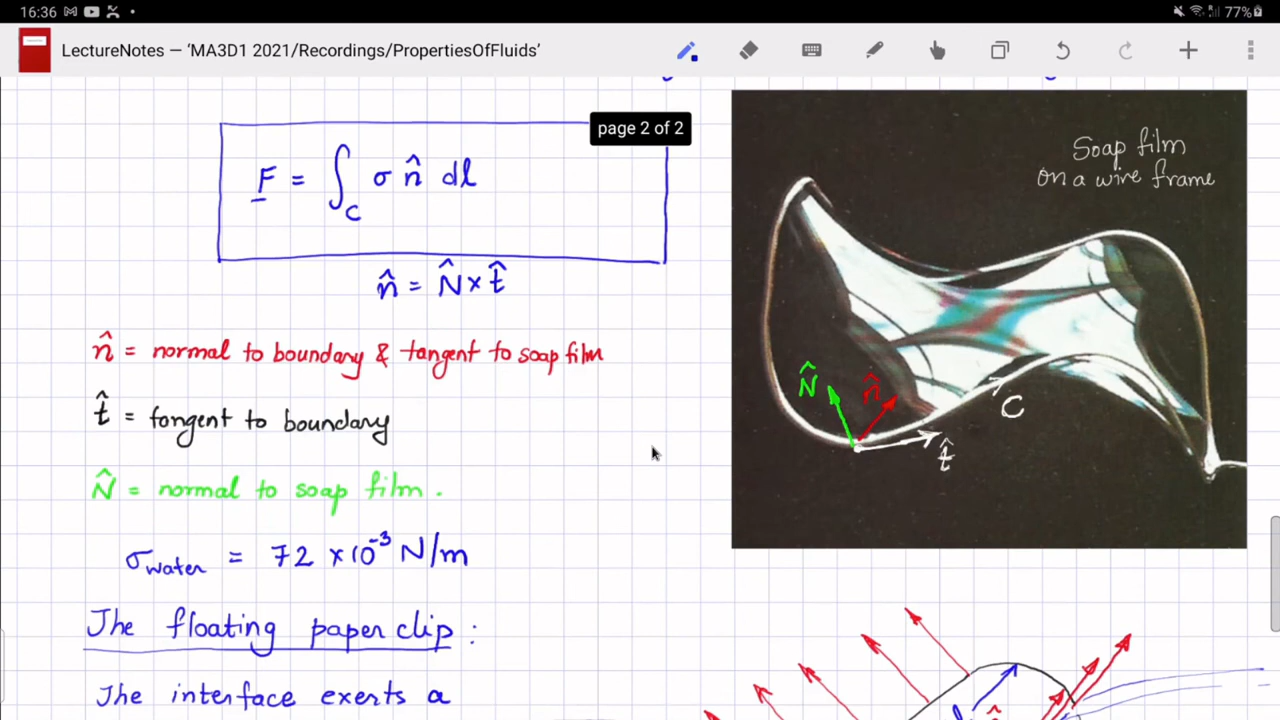 16:36
77%
LectureNotes — ‘MA3D1 2021/Recordings/PropertiesOfFluids’
page 2 of 2
F = ∫_C σ n̂ dl
n̂ = N̂ × t̂
n̂ = normal to boundary & tangent to soap film
t̂ = tangent to boundary
N̂ = normal to soap film.
σ_water = 72 × 10⁻³ N/m
The floating paper clip :
The interface exerts a
Soap film
on a wire frame
N̂
n̂
C
t̂